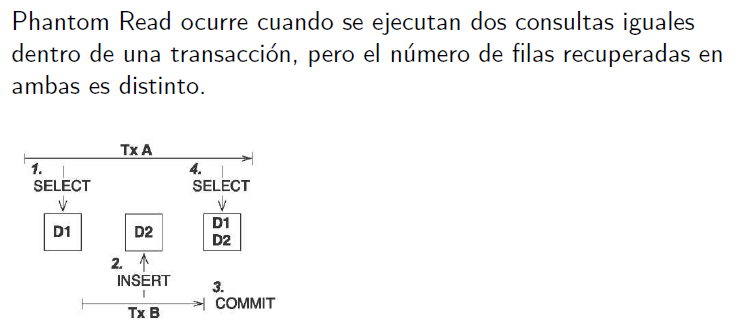 Phantom Read ocurre cuando se ejecutan dos consultas iguales
dentro de una transacción, pero el número de filas recuperadas en
ambas es distinto.
Tx A
1.
SELECT
4.
SELECT
D1
D2
D1
D2
2.
INSERT
3.
COMMIT
Tx B